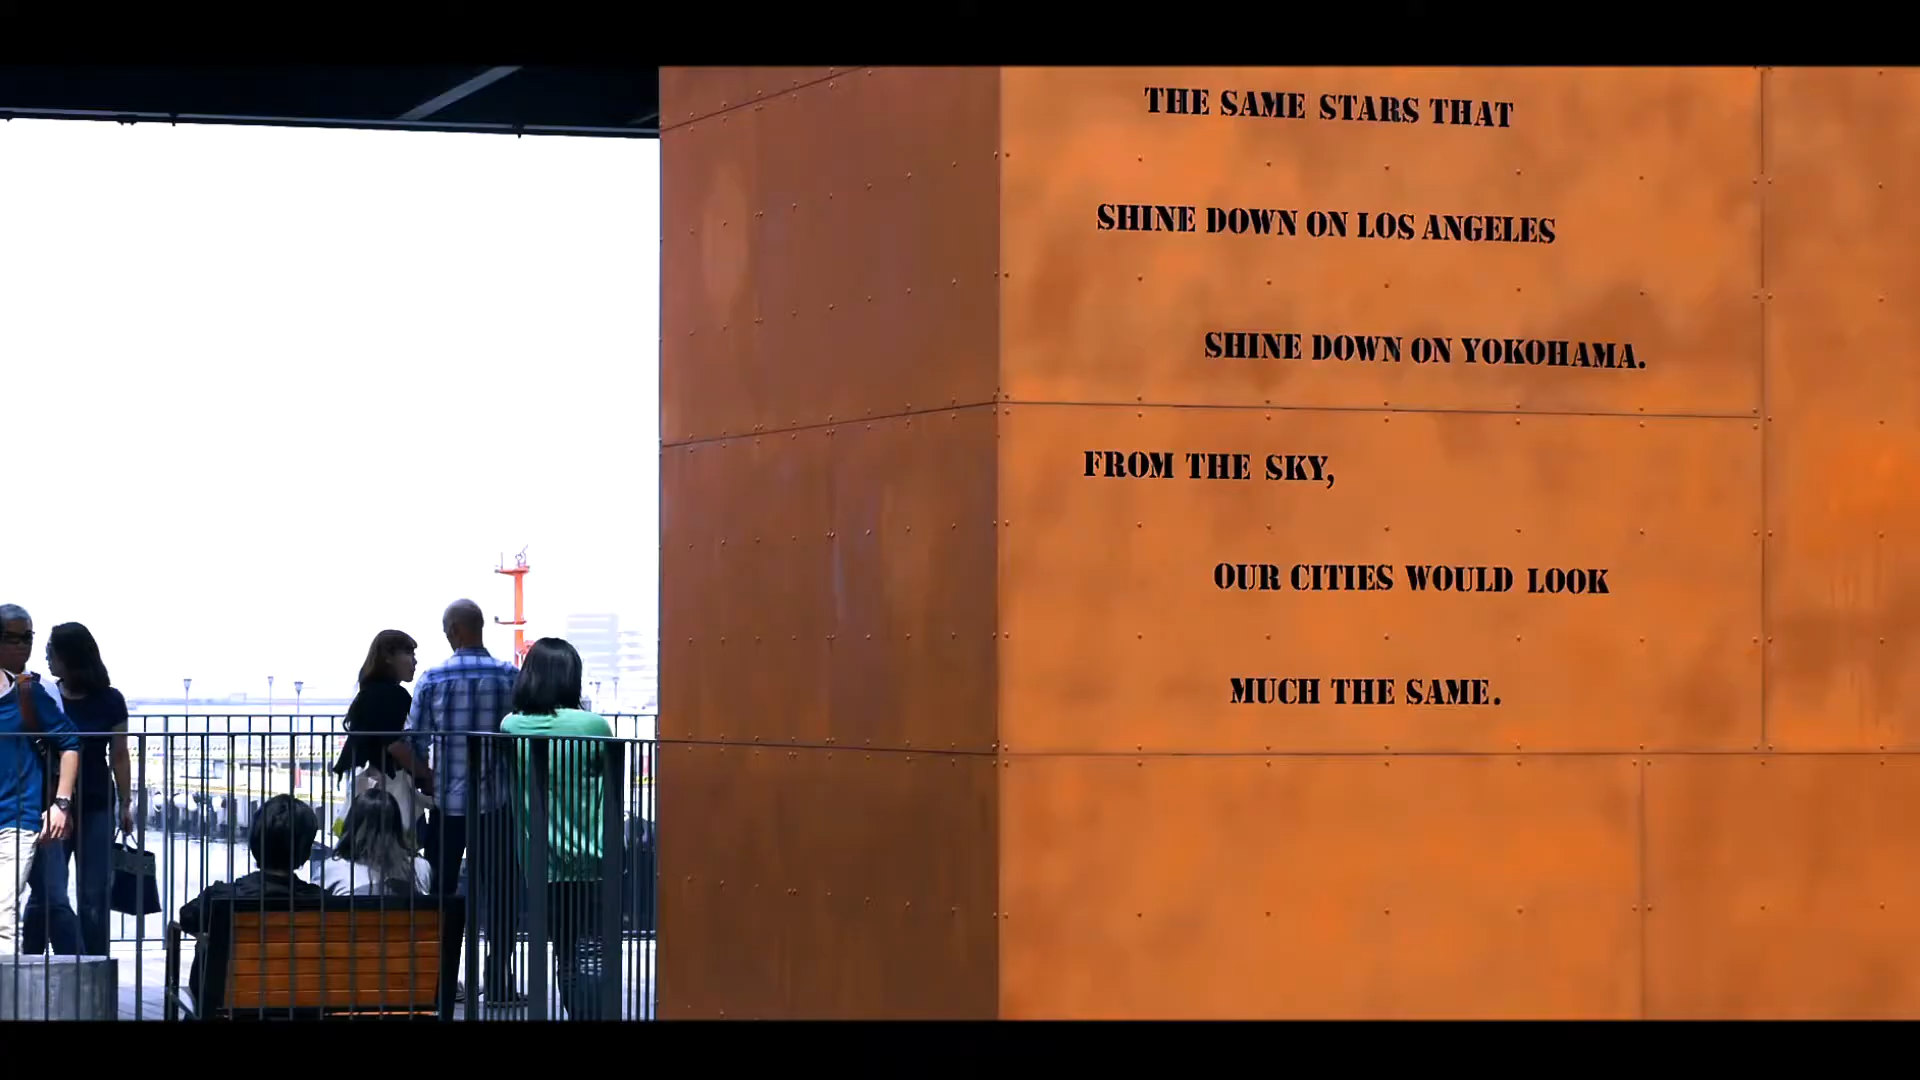 THE SAME STARS THAT
SHINE DOWN ON LOS ANGELES
SHINE DOWN ON YOKOHAMA.
FROM THE SKY,
OUR CITIES WOULD LOOK
MUCH THE SAME.